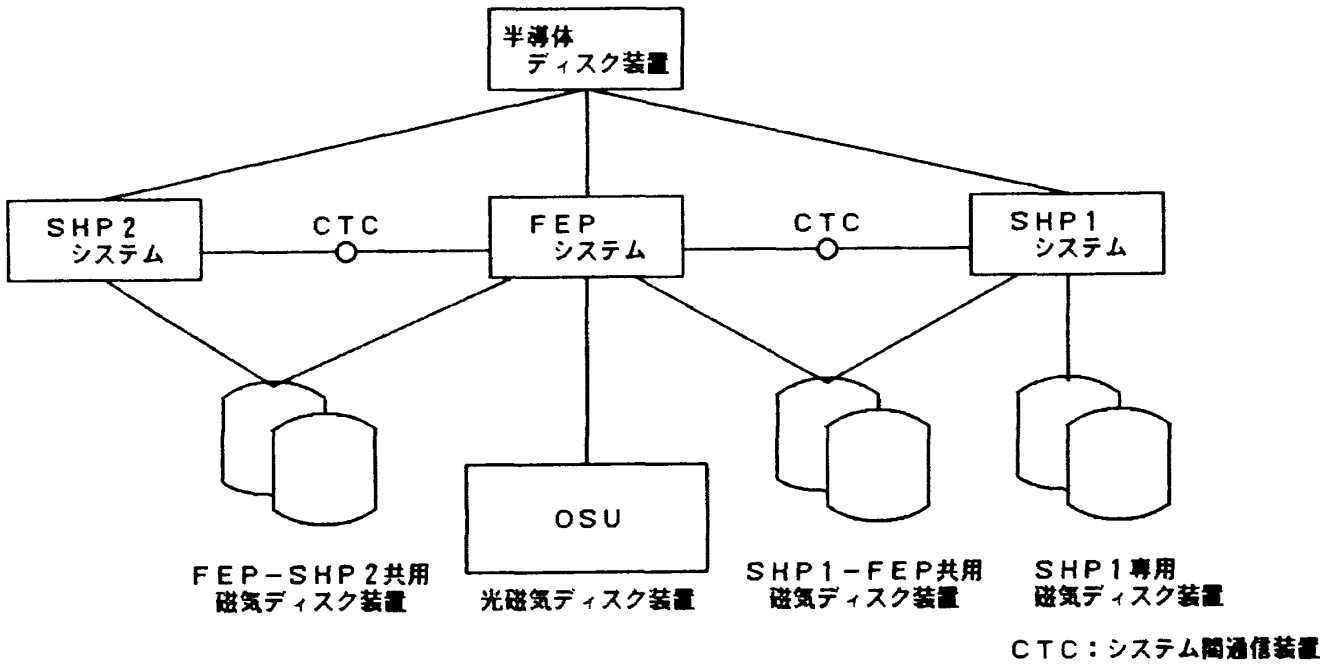 半導体
ディスク装置
SHP2
システム
CTC
FEP
システム
CTC
SHP1
システム
OSU
FEP-SHP2共用
磁気ディスク装置
光磁気ディスク装置
SHP1-FEP共用
磁気ディスク装置
SHP1専用
磁気ディスク装置
CTC:システム間通信装置